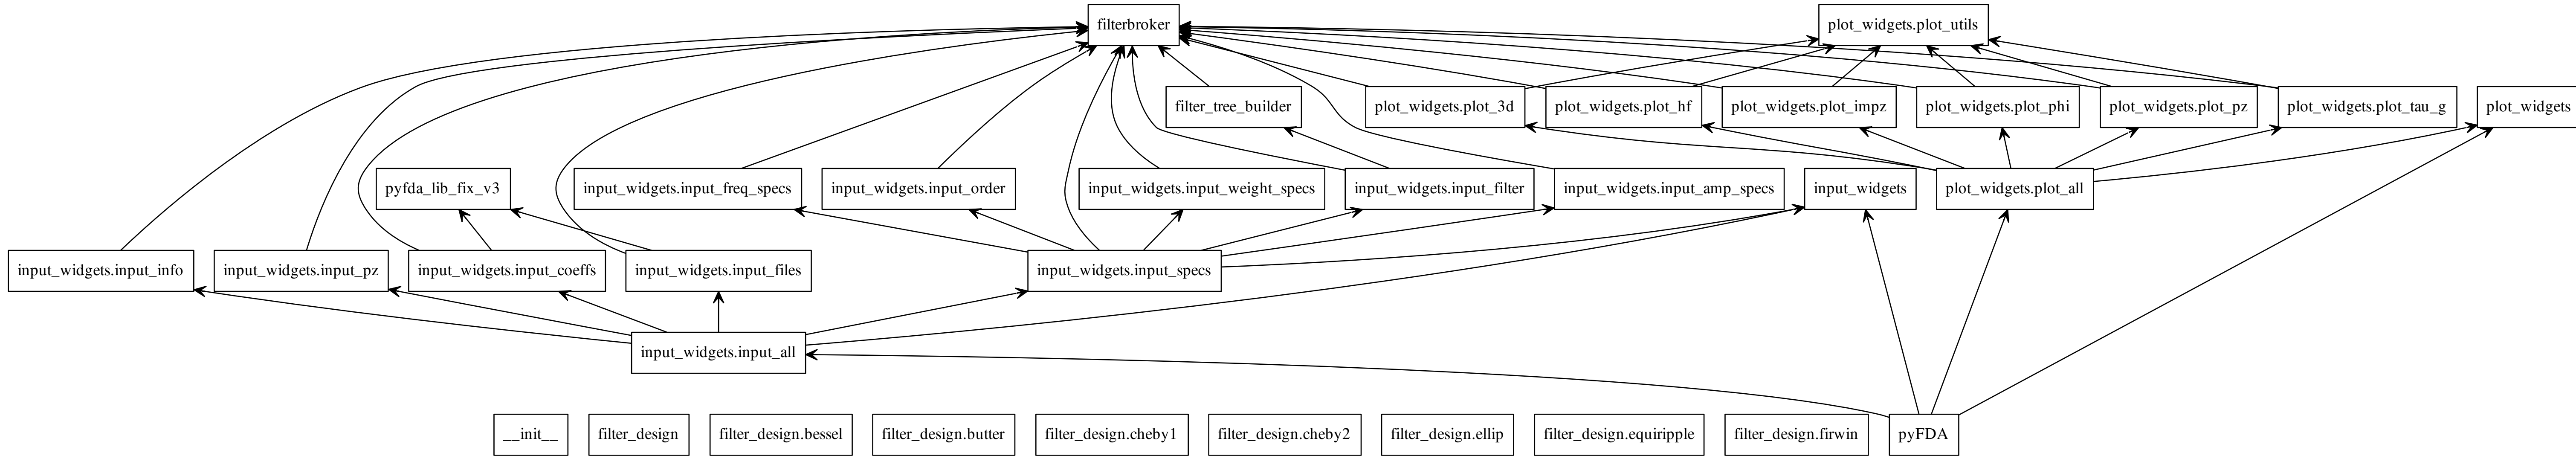 filterbroker
plot_widgets.plot_utils
filter_tree_builder
plot_widgets.plot_3d
plot_widgets.plot_hf
plot_widgets.plot_impz
plot_widgets.plot_phi
plot_widgets.plot_pz
plot_widgets.plot_tau_g
plot_widgets
pyfda_lib_fix_v3
input_widgets.input_freq_specs
input_widgets.input_order
input_widgets.input_weight_specs
input_widgets.input_filter
input_widgets.input_amp_specs
input_widgets
plot_widgets.plot_all
input_widgets.input_info
input_widgets.input_pz
input_widgets.input_coeffs
input_widgets.input_files
input_widgets.input_specs
input_widgets.input_all
__init__
filter_design
filter_design.bessel
filter_design.butter
filter_design.cheby1
filter_design.cheby2
filter_design.ellip
filter_design.equiripple
filter_design.firwin
pyFDA